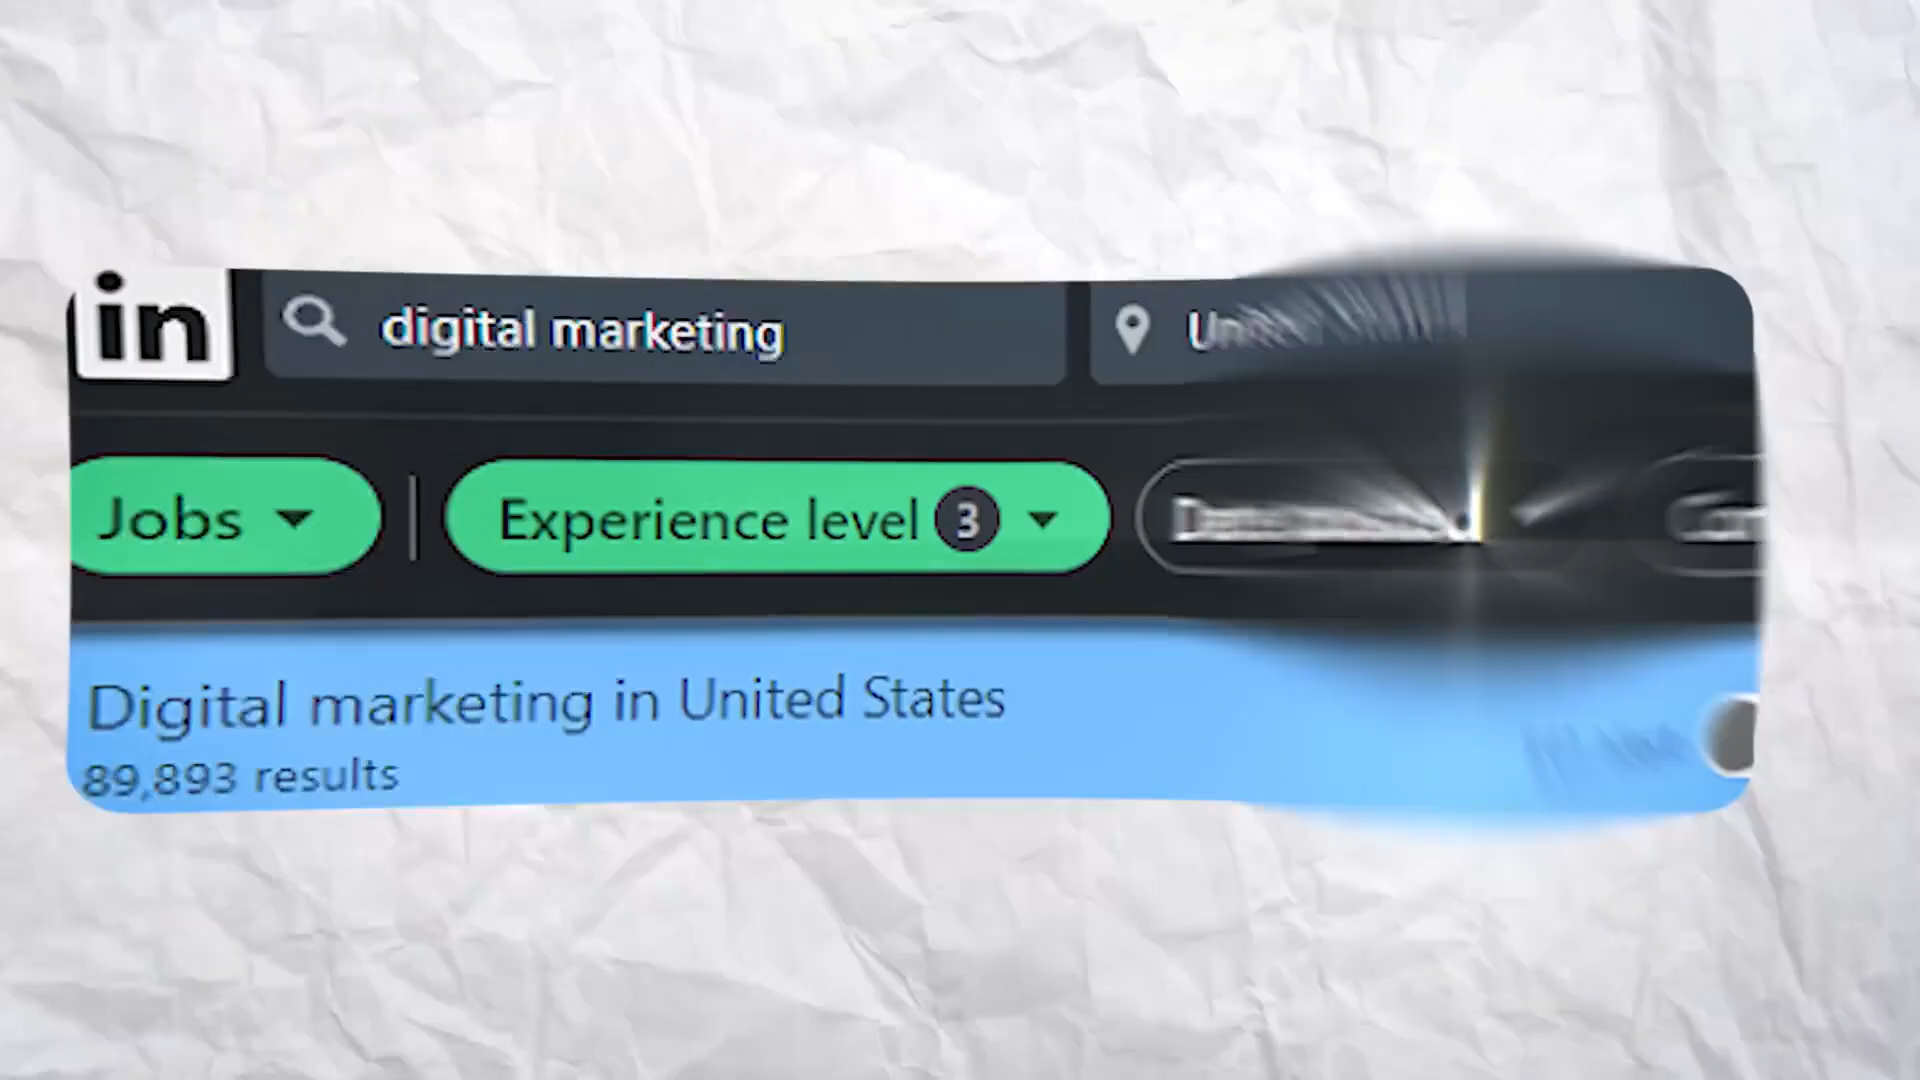 in digital marketing
Jobs Experience level 3
Digital marketing in United States
89,893 results